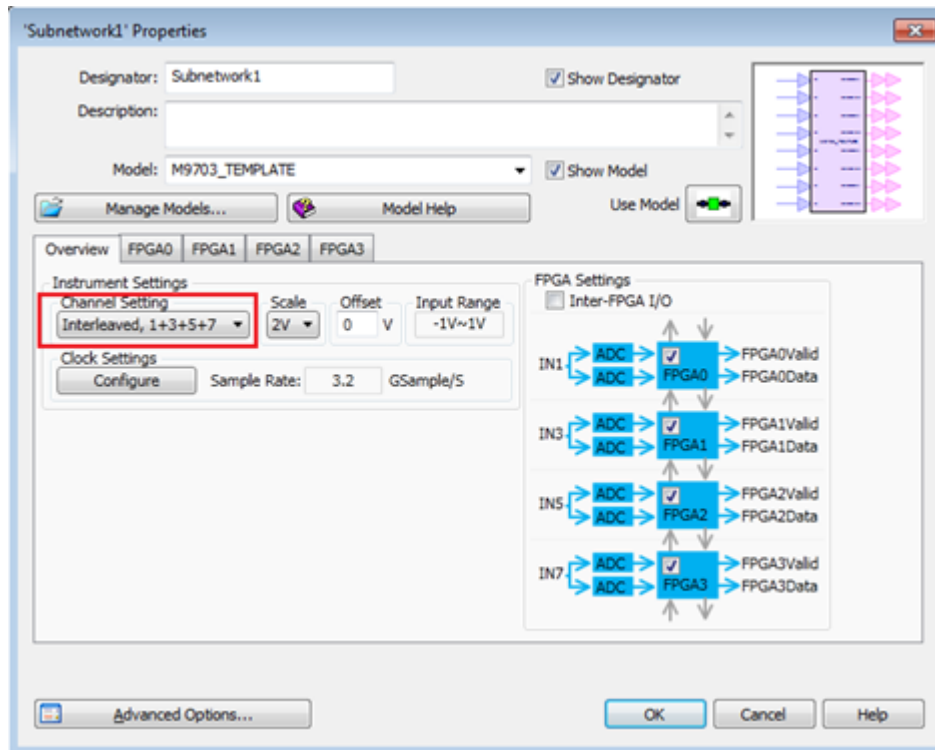 'Subnetwork1' Properties
Designator: Subnetwork1 Show Designator
Description:
Model: M9703_TEMPLATE Show Model
Manage Models... Model Help Use Model
Overview FPGA0 FPGA1 FPGA2 FPGA3
Instrument Settings
Channel Setting Scale Offset Input Range
Interleaved, 1+3+5+7 2V 0 V -1V~1V
Clock Settings
Configure Sample Rate: 3.2 GSample/S
FPGA Settings
Inter-FPGA I/O
IN1 ADC ADC FPGA0 FPGA0Valid
FPGA0Data
IN3 ADC ADC FPGA1 FPGA1Valid
FPGA1Data
IN5 ADC ADC FPGA2 FPGA2Valid
FPGA2Data
IN7 ADC ADC FPGA3 FPGA3Valid
FPGA3Data
Advanced Options... OK Cancel Help